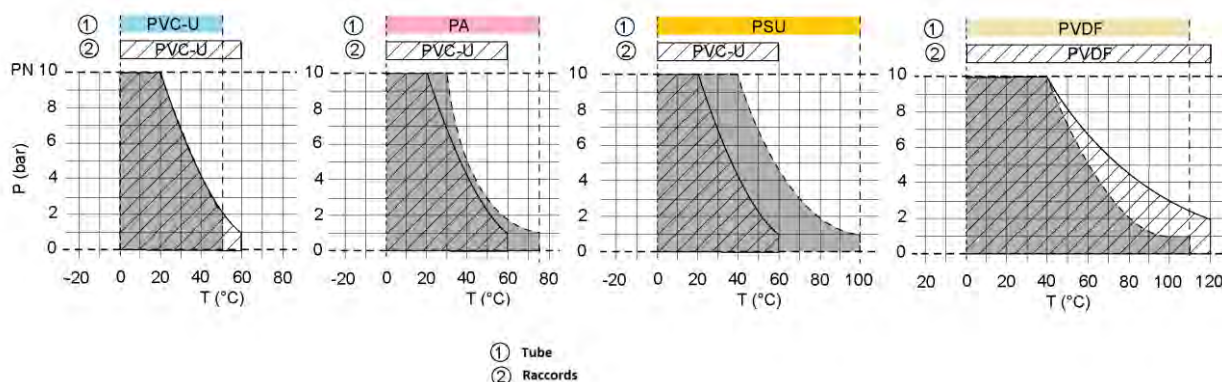 ① PVC-U
② PVC-U
PN 10
8
6
4
2
0
P (bar)
-20 0 20 40 60 80
T (°C)
① PA
② PVC-U
10
8
6
4
2
0
-20 0 20 40 60 80
T (°C)
① PSU
② PVC-U
10
8
6
4
2
0
-20 0 20 40 60 80 100
T (°C)
① PVDF
② PVDF
10
8
6
4
2
0
-20 0 20 40 60 80 100 120
T (°C)
① Tube
② Raccords